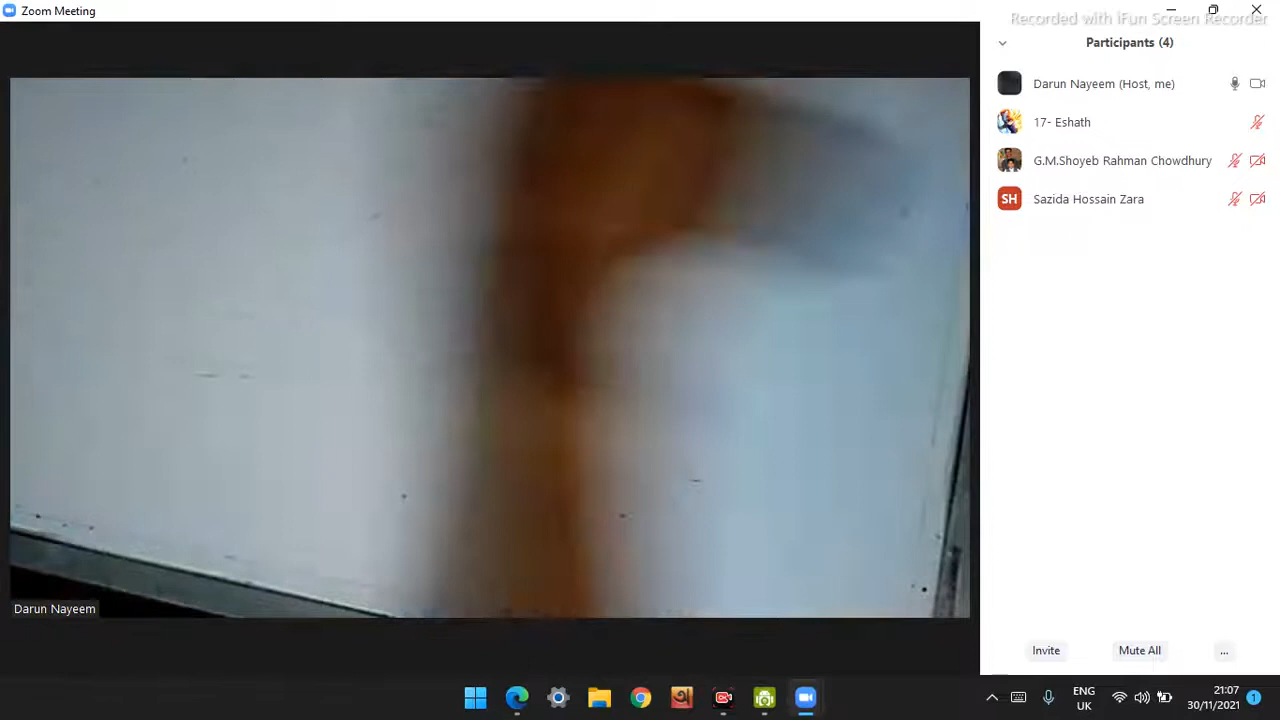 Zoom Meeting
Recorded with iFun Screen Recorder
Participants (4)
Darun Nayeem (Host, me)
17- Eshath
G.M.Shoyeb Rahman Chowdhury
SH Sazida Hossain Zara
Darun Nayeem
Invite
Mute All
...
অ
ENG
UK
21:07
30/11/2021
1